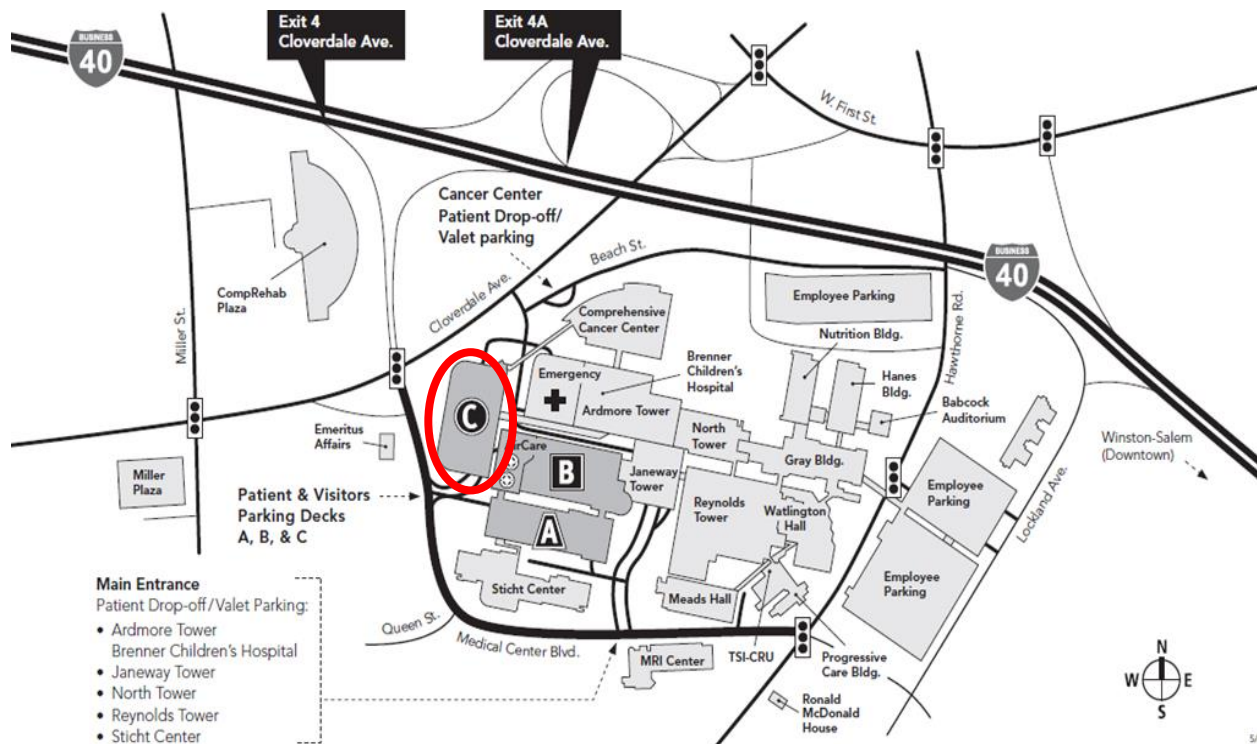 Exit 4
Cloverdale Ave.
Exit 4A
Cloverdale Ave.
BUSINESS
40
W. First St.
Cancer Center
Patient Drop-off/
Valet parking
Beach St.
BUSINESS
40
CompRehab
Plaza
Miller St.
Cloverdale Ave.
Comprehensive
Cancer Center
Employee Parking
Nutrition Bldg.
Hawthorne Rd.
Brenner
Children's
Hospital
Hanes
Bldg.
Babcock
Auditorium
Emergency
Ardmore Tower
C
Emeritus
Affairs
North
Tower
Gray Bldg.
Winston-Salem
(Downtown)
B
Janeway
Tower
Miller
Plaza
Patient & Visitors
Parking Decks
A, B, & C
Reynolds
Tower
Watlington
Hall
Employee
Parking
Lockland Ave.
A
Employee
Parking
Sticht Center
Meads Hall
Main Entrance
Patient Drop-off/Valet Parking:
• Ardmore Tower
Brenner Children's Hospital
• Janeway Tower
• North Tower
• Reynolds Tower
• Sticht Center
Queen St.
Medical Center Blvd.
MRI Center
TSI-CRU
Progressive
Care Bldg.
Ronald
McDonald
House
N
W E
S